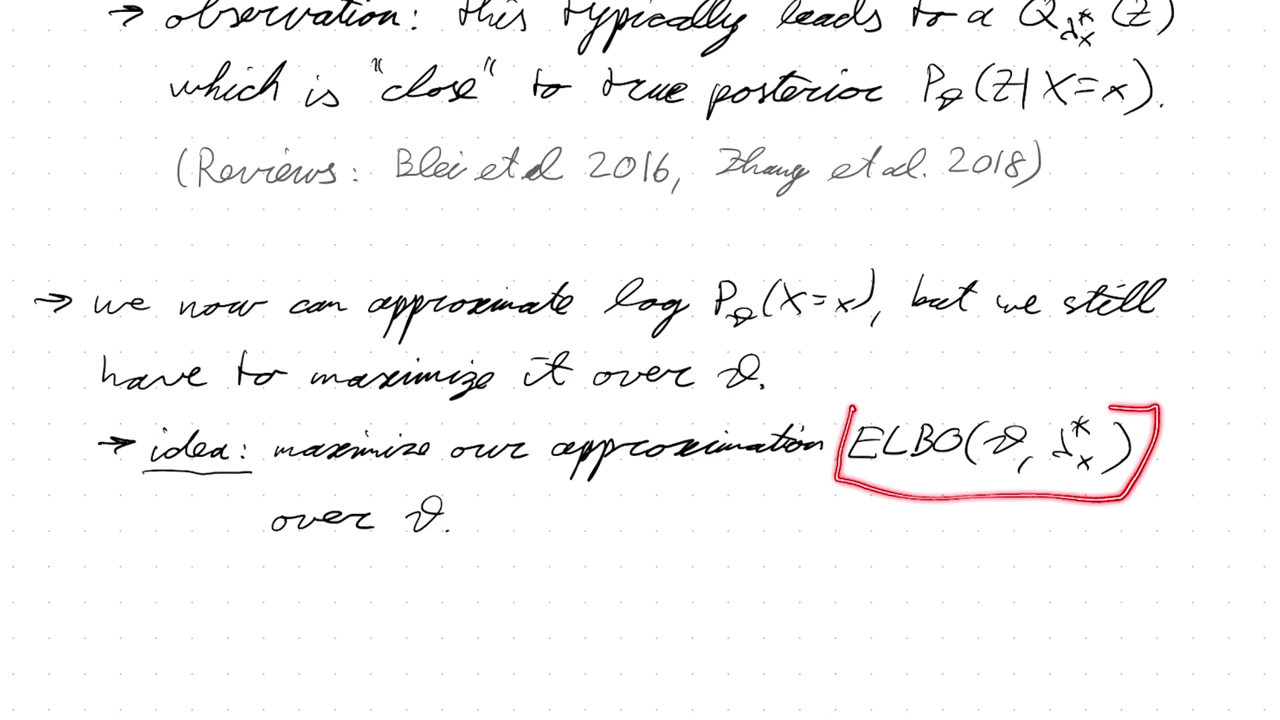 → observation: this typically leads to a Q_{λ*_x}(Z)
which is "close" to true posterior P_ϑ(Z|X=x).
(Reviews: Blei et al 2016, Zhang et al. 2018)
→ we now can approximate log P_ϑ(X=x), but we still
have to maximize it over ϑ.
→ idea: maximize our approximation ELBO(ϑ, λ*_x)
over ϑ.